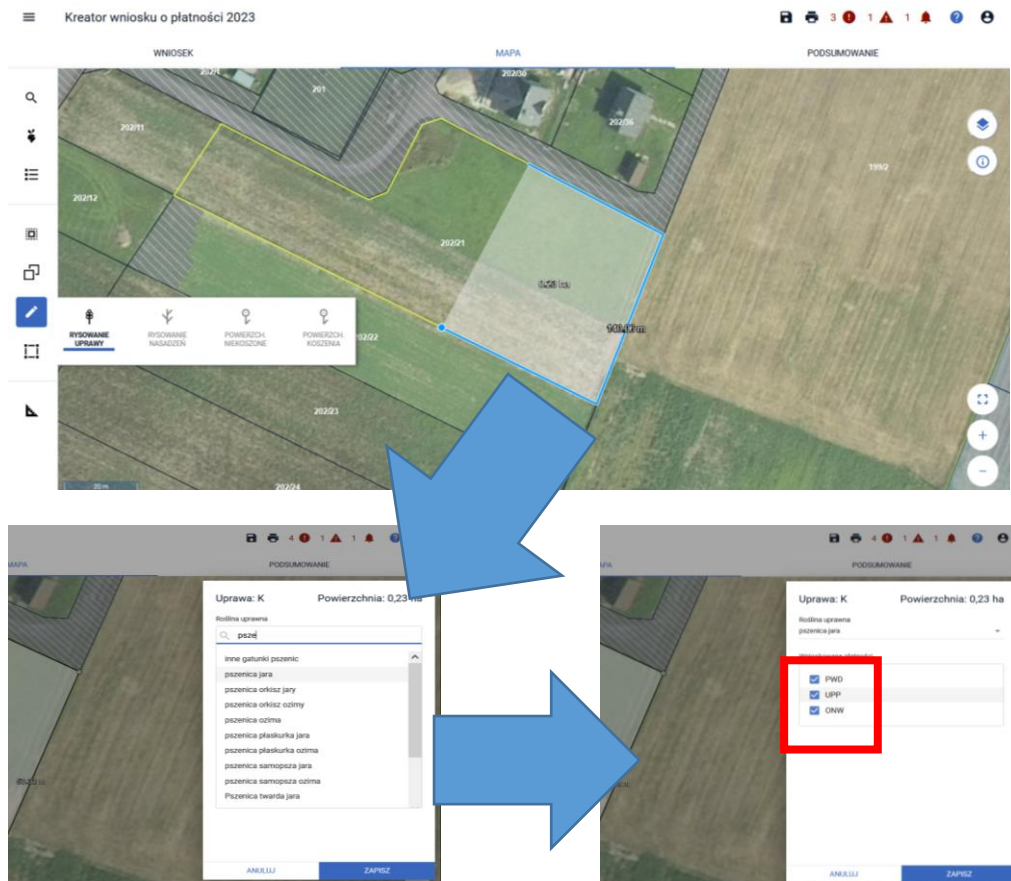 Kreator wniosku o płatności 2023
3 1 1
WNIOSEK MAPA PODSUMOWANIE
202/1
201
202/30
202/11
202/36
199/2
202/12
202/21
0.23 ha
RYSOWANIE UPRAWY
RYSOWANIE NASADZEŃ
POWIERZCH. NIEKOSZONE
POWIERZCH. KOSZENIA
202/22
202/23
20 m
202/24
4 1 1
MAPA PODSUMOWANIE
Uprawa: K Powierzchnia: 0,23 ha
Roślina uprawna
psze
inne gatunki pszenic
pszenica jara
pszenica orkisz jary
pszenica orkisz ozimy
pszenica ozima
pszenica płaskurka jara
pszenica płaskurka ozima
pszenica samopsza jara
pszenica samopsza ozima
Pszenica twarda jara
ANULUJ ZAPISZ
4 1 1
PODSUMOWANIE
Uprawa: K Powierzchnia: 0,23 ha
Roślina uprawna
pszenica jara
PWD
UPP
ONW
ANULUJ ZAPISZ